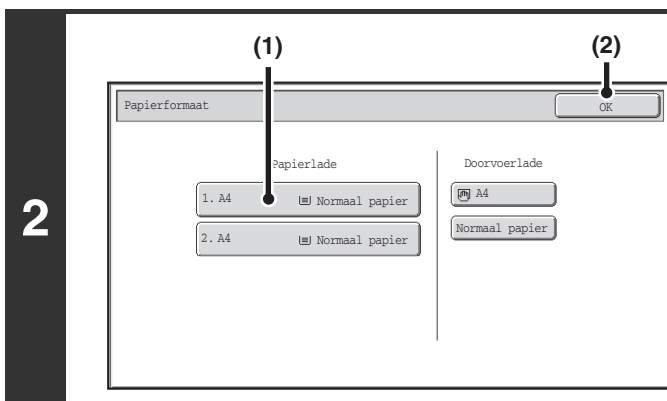 (1) (2)
Papierformaat OK
Papierlade Doorvoerlade
1. A4 Normaal papier A4
2. A4 Normaal papier Normaal papier
2